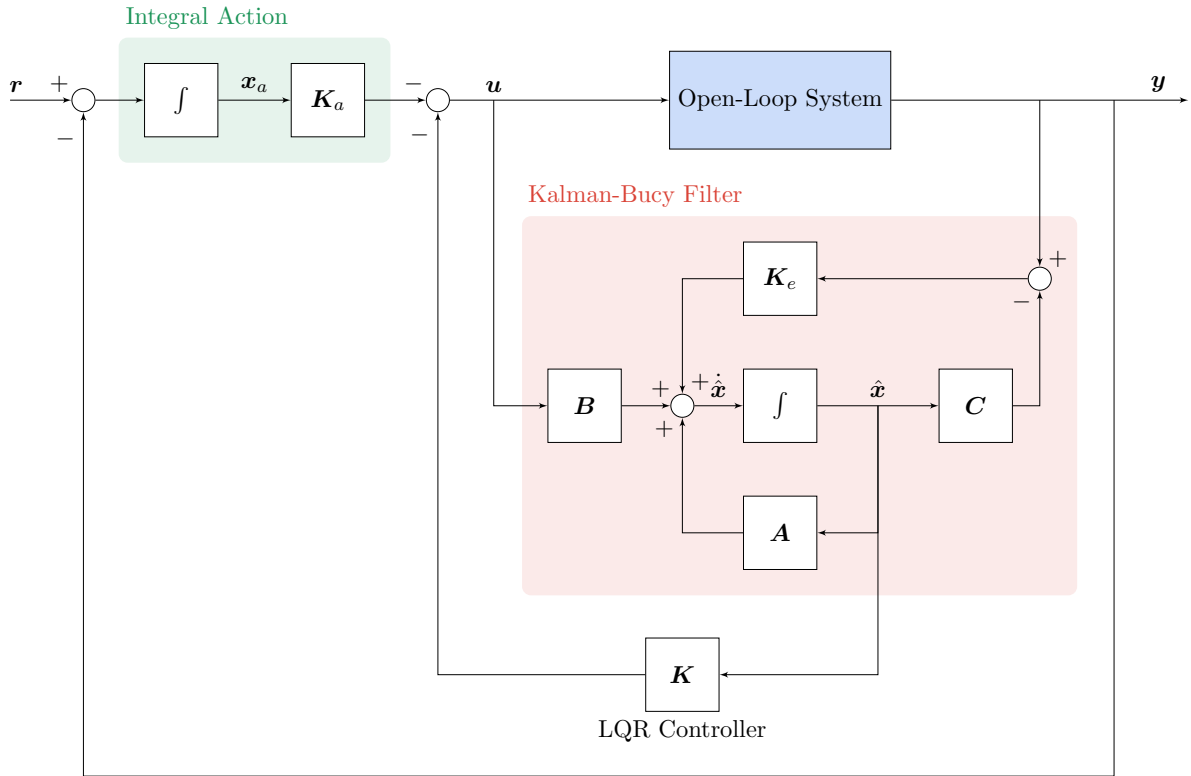 Integral Action
r
+
−
∫
x_a
K_a
−
−
u
Open-Loop System
y
Kalman-Bucy Filter
K_e
+
−
B
+
+
+
ẋ̂
∫
x̂
C
A
K
LQR Controller